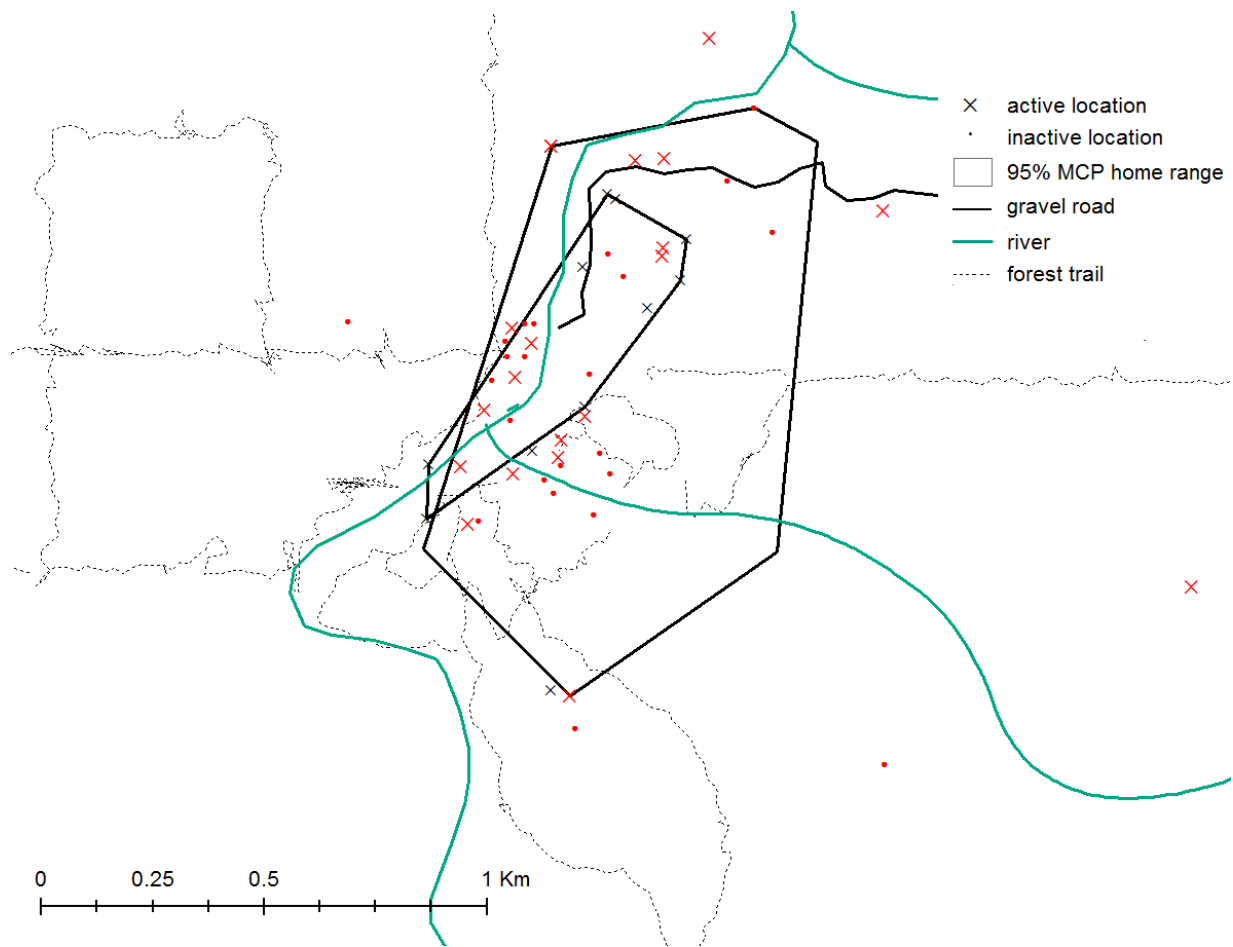 active location
inactive location
95% MCP home range
gravel road
river
forest trail
0 0.25 0.5 1 Km